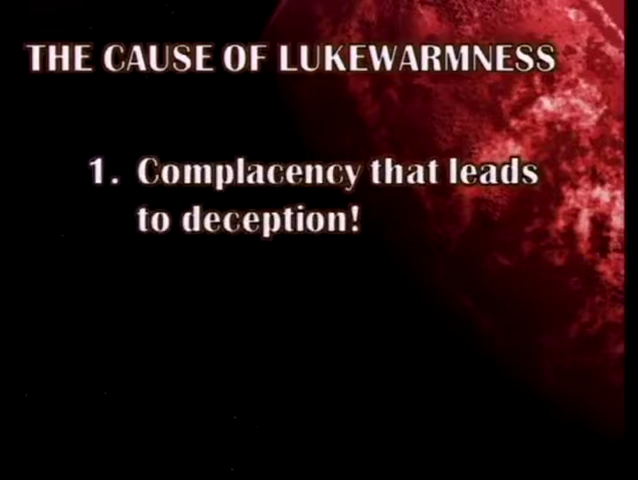 THE CAUSE OF LUKEWARMNESS
1. Complacency that leads
to deception!